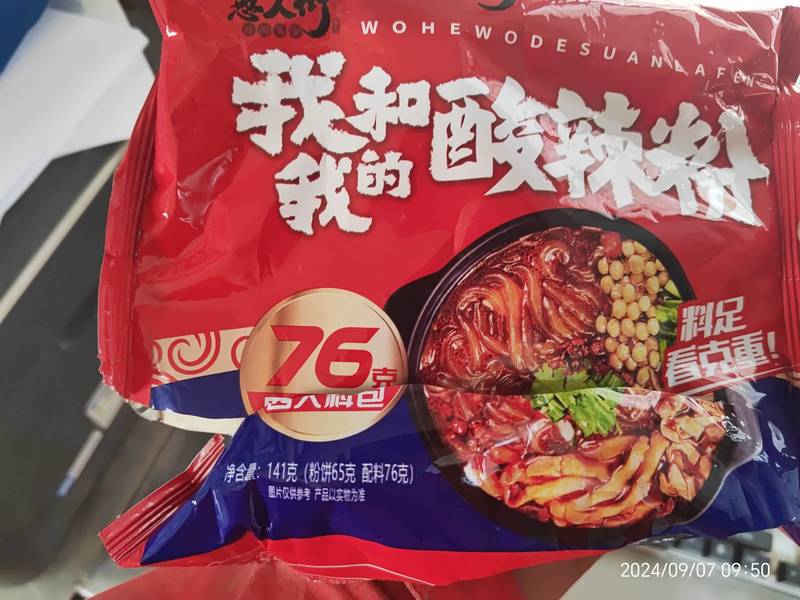 WOHEWODESUANLAFEN
我和
我的
酸辣粉
料足
看克重!
76克
净含量: 141克 (粉饼65克 配料76克)
图片仅供参考 产品以实物为准
2024/09/07 09:50